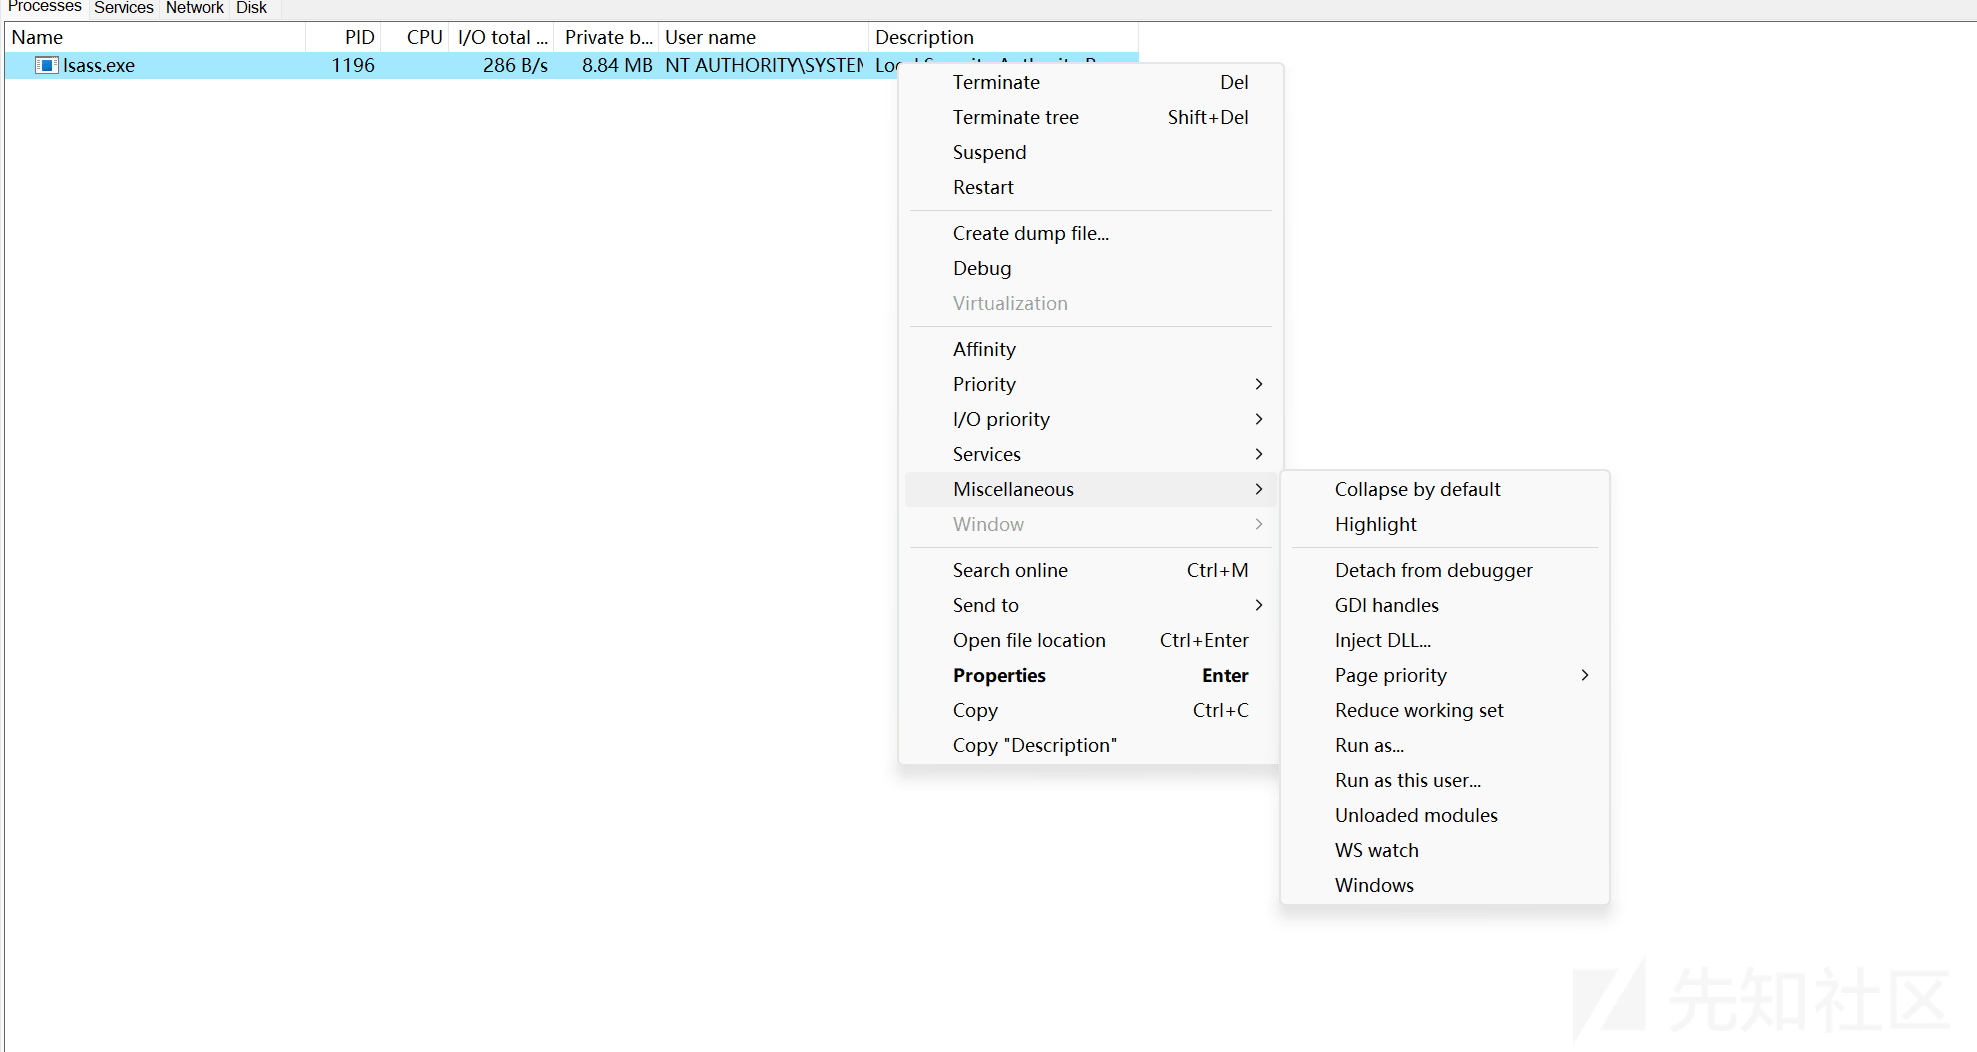 Processes Services Network Disk
Name PID CPU I/O total ... Private b... User name Description
lsass.exe 1196 286 B/s 8.84 MB NT AUTHORITY\SYSTEM
Terminate Del
Terminate tree Shift+Del
Suspend
Restart
Create dump file...
Debug
Virtualization
Affinity
Priority
I/O priority
Services
Miscellaneous
Window
Search online Ctrl+M
Send to
Open file location Ctrl+Enter
Properties Enter
Copy Ctrl+C
Copy "Description"
Collapse by default
Highlight
Detach from debugger
GDI handles
Inject DLL...
Page priority
Reduce working set
Run as...
Run as this user...
Unloaded modules
WS watch
Windows
先知社区